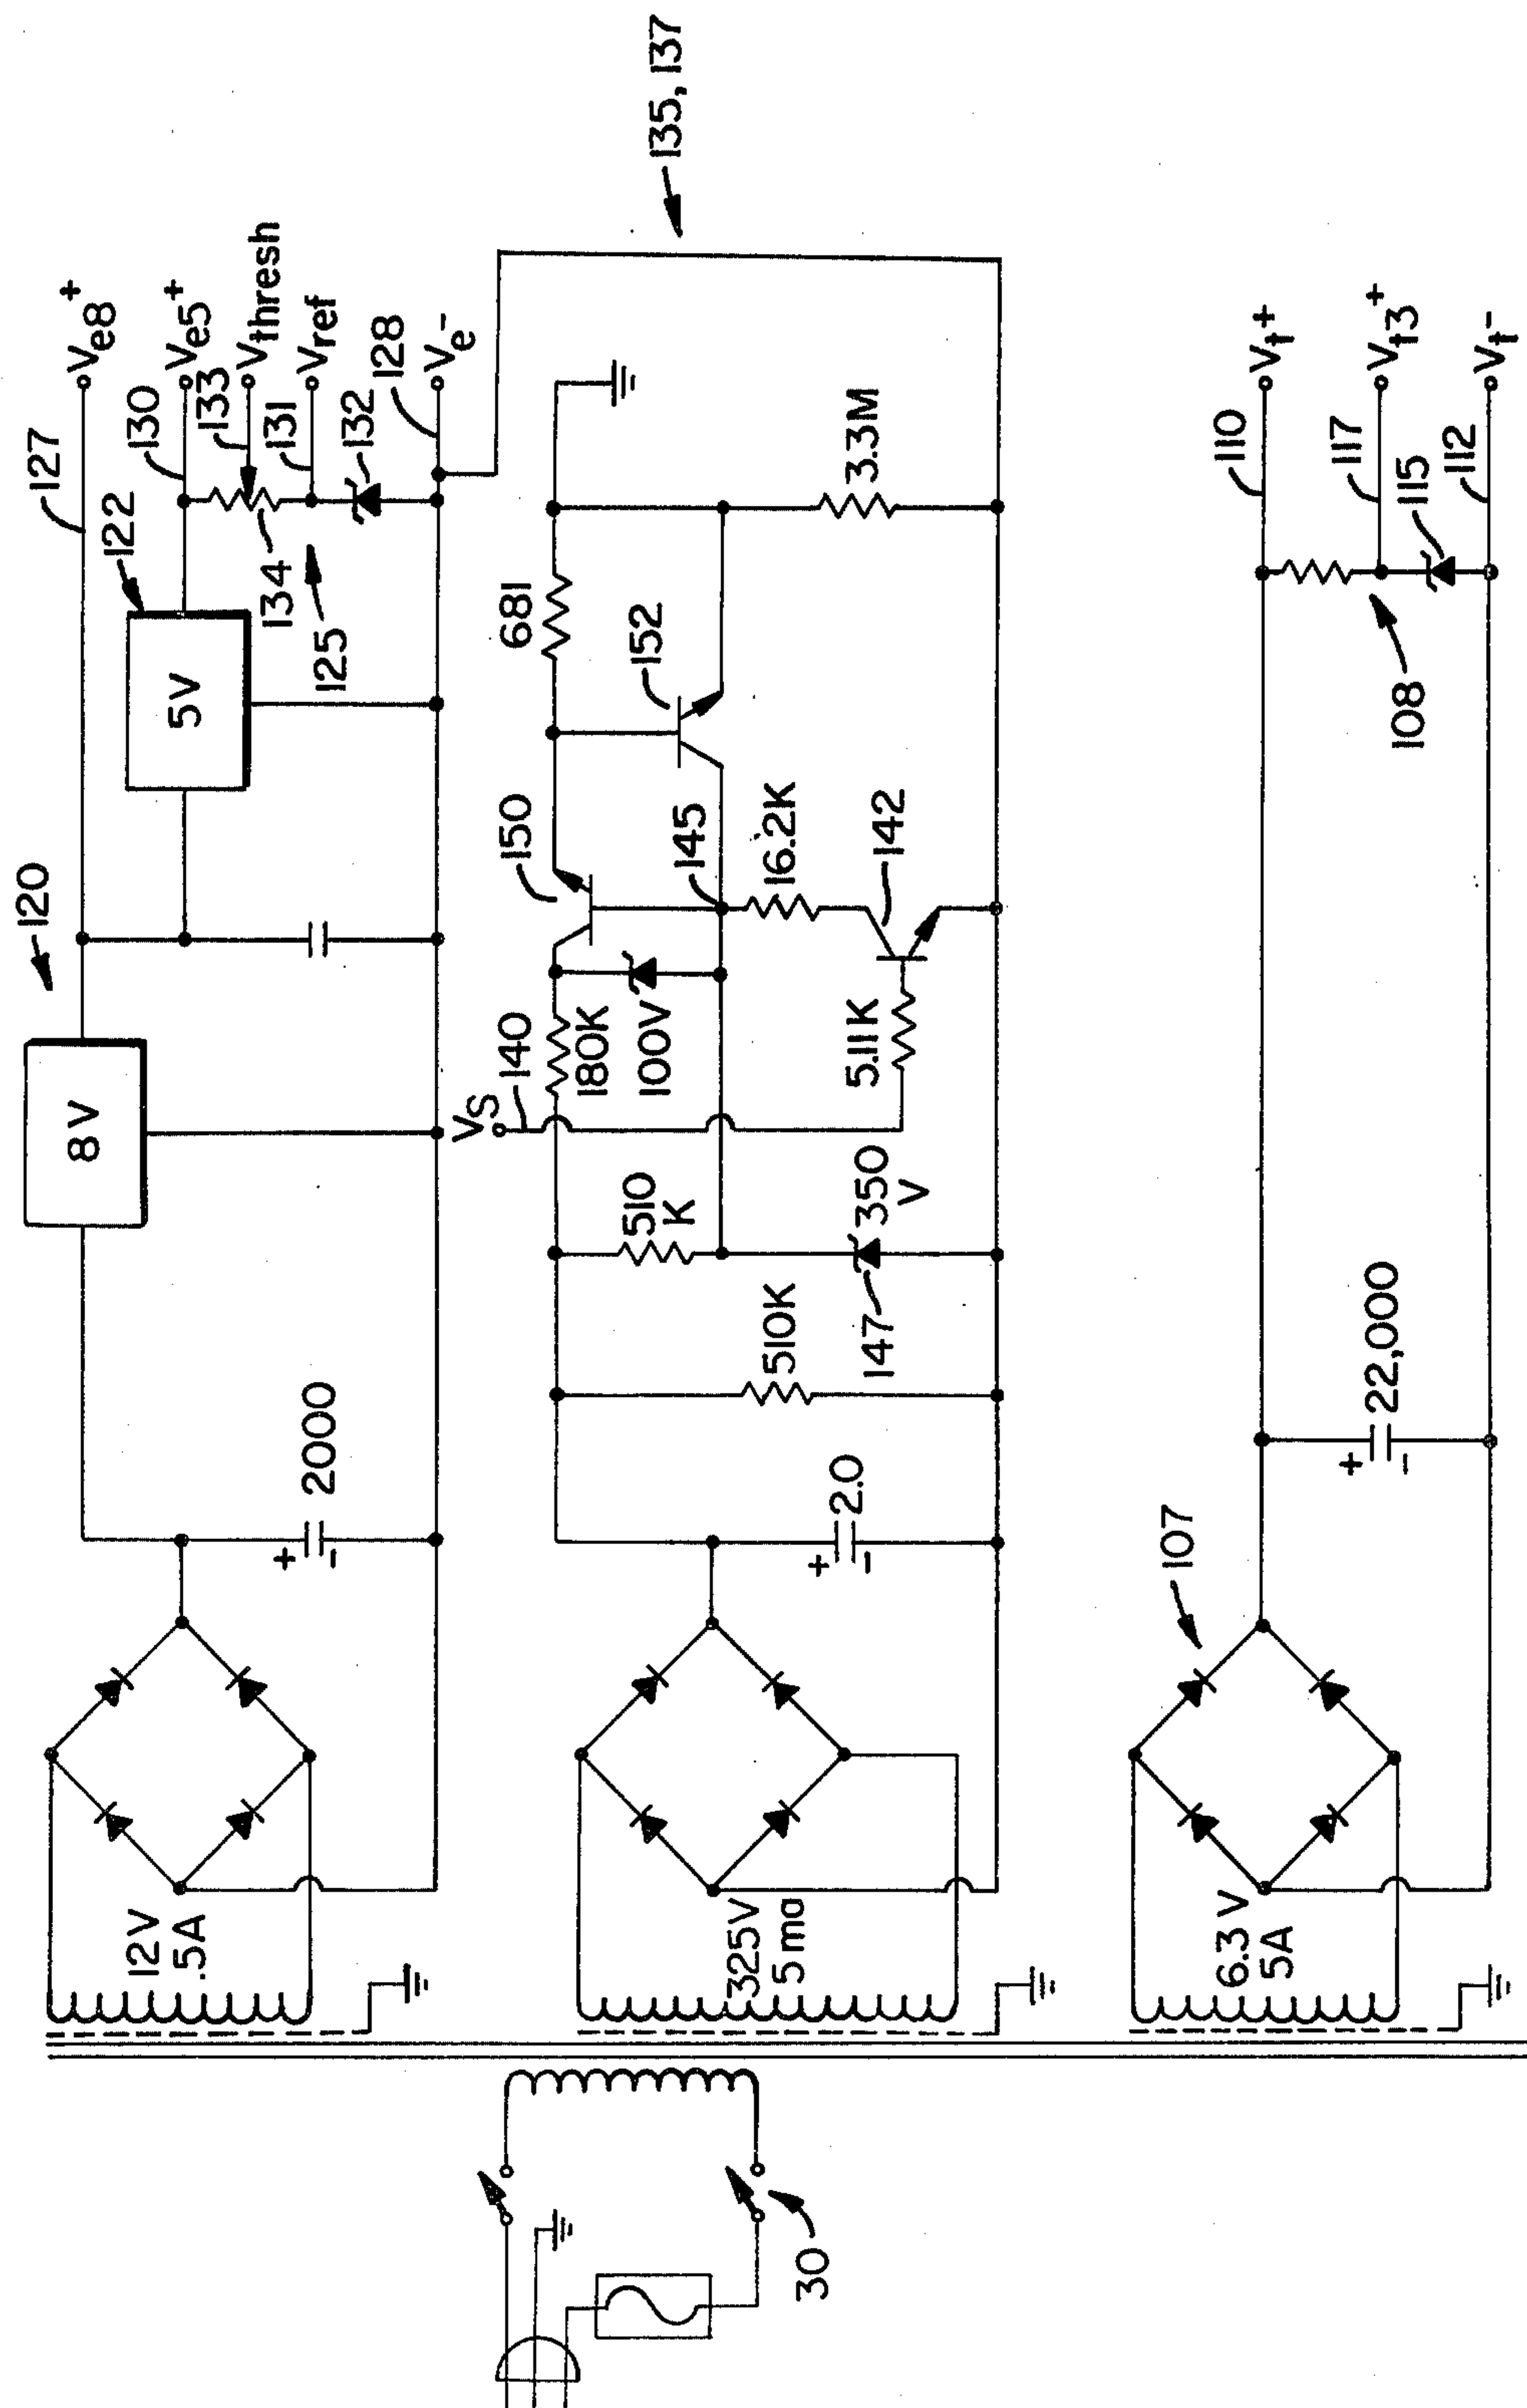 120
127
Ve8+
8V
122
130
Ve5+
5V
133
Vthresh
134
131
Vref
125
132
128
Ve-
12V
.5A
+
2000
-
135, 137
VS
140
150
681
180K
152
100V
510
K
145
16.2K
3.3M
510K
5.11K
142
147
350
V
325V
5ma
+
2.0
-
30
107
110
Vt+
108
117
Vt3+
115
6.3V
5A
+
22,000
-
112
Vt-